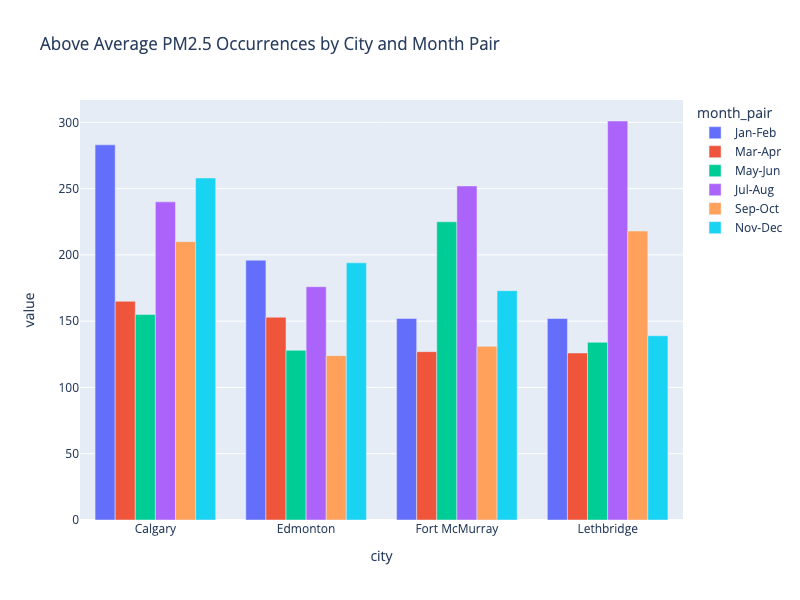 Above Average PM2.5 Occurrences by City and Month Pair
month_pair
Jan-Feb
Mar-Apr
May-Jun
Jul-Aug
Sep-Oct
Nov-Dec
value
300
250
200
150
100
50
0
Calgary
Edmonton
Fort McMurray
Lethbridge
city